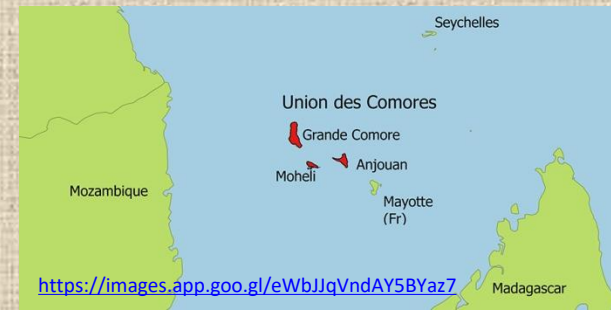 Seychelles
Union des Comores
Grande Comore
Anjouan
Moheli
Mozambique
Mayotte
(Fr)
https://images.app.goo.gl/eWbJJqVndAY5BYaz7
Madagascar